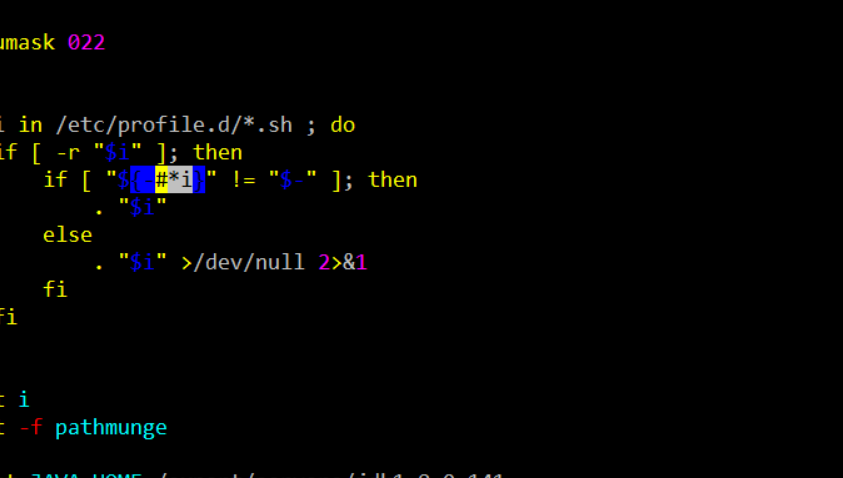 umask 022
i in /etc/profile.d/*.sh ; do
if [ -r "$i" ]; then
if [ "${-#*i}" != "$-" ]; then
. "$i"
else
. "$i" >/dev/null 2>&1
fi
fi
i
-f pathmunge
JAVA_HOME